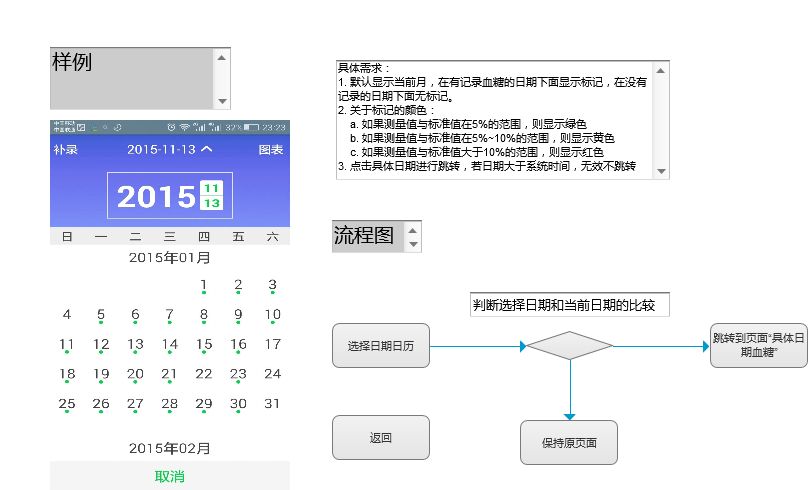 样例
32% 23:23
补录 2015-11-13 图表
2015 11
13
日 一 二 三 四 五 六
2015年01月
1 2 3
4 5 6 7 8 9 10
11 12 13 14 15 16 17
18 19 20 21 22 23 24
25 26 27 28 29 30 31
2015年02月
取消
具体需求：
1. 默认显示当前月，在有记录血糖的日期下面显示标记，在没有
记录的日期下面无标记。
2. 关于标记的颜色：
a. 如果测量值与标准值在5%的范围，则显示绿色
b. 如果测量值与标准值在5%~10%的范围，则显示黄色
c. 如果测量值与标准值大于10%的范围，则显示红色
3. 点击具体日期进行跳转，若日期大于系统时间，无效不跳转
流程图
判断选择日期和当前日期的比较
选择日期日历
跳转到页面“具体日
期血糖”
返回
保持原页面